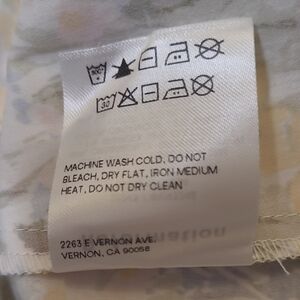 30
MACHINE WASH COLD, DO NOT
BLEACH, DRY FLAT, IRON MEDIUM
HEAT, DO NOT DRY CLEAN
2263 E VERNON AVE.
VERNON, CA 90058